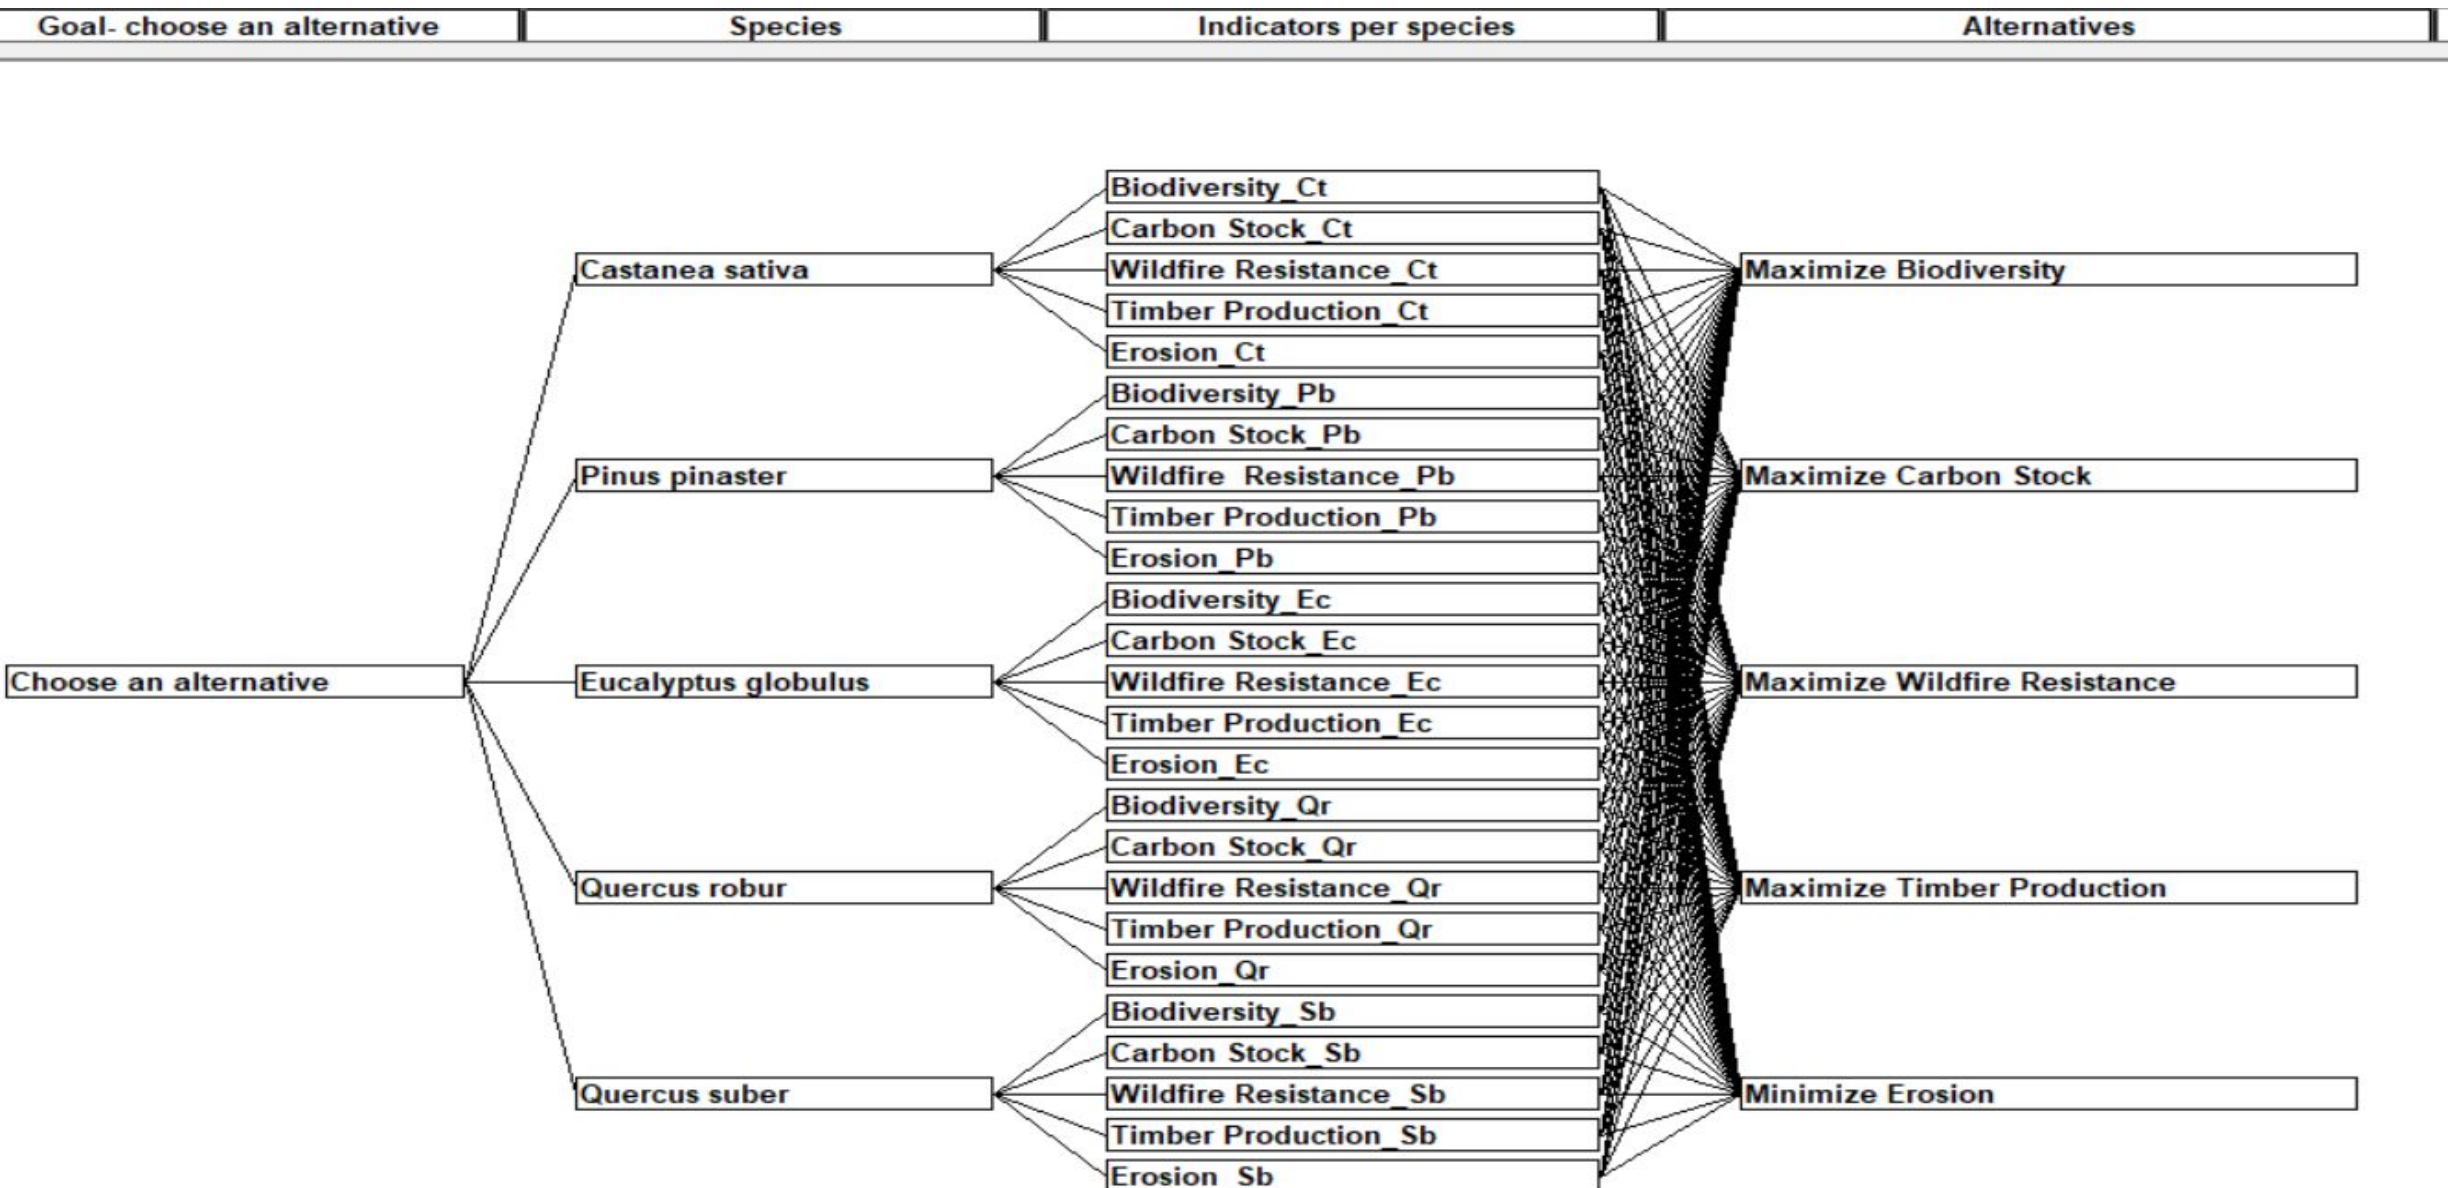 Goal- choose an alternative
Species
Indicators per species
Alternatives
Choose an alternative
Castanea sativa
Pinus pinaster
Eucalyptus globulus
Quercus robur
Quercus suber
Biodiversity_Ct
Carbon Stock_Ct
Wildfire Resistance_Ct
Timber Production_Ct
Erosion_Ct
Biodiversity_Pb
Carbon Stock_Pb
Wildfire  Resistance_Pb
Timber Production_Pb
Erosion_Pb
Biodiversity_Ec
Carbon Stock_Ec
Wildfire Resistance_Ec
Timber Production_Ec
Erosion_Ec
Biodiversity_Qr
Carbon Stock_Qr
Wildfire Resistance_Qr
Timber Production_Qr
Erosion_Qr
Biodiversity_Sb
Carbon Stock_Sb
Wildfire Resistance_Sb
Timber Production_Sb
Erosion_Sb
Maximize Biodiversity
Maximize Carbon Stock
Maximize Wildfire Resistance
Maximize Timber Production
Minimize Erosion